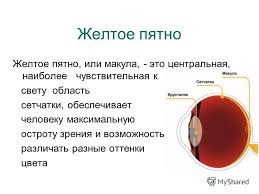 Желтое пятно
Желтое пятно, или макула, - это центральная,
наиболее чувствительная к
свету область
сетчатки, обеспечивает
человеку максимальную
остроту зрения и возможность
различать разные оттенки
цвета
Макула
Сетчатка
Хрусталик
MyShared